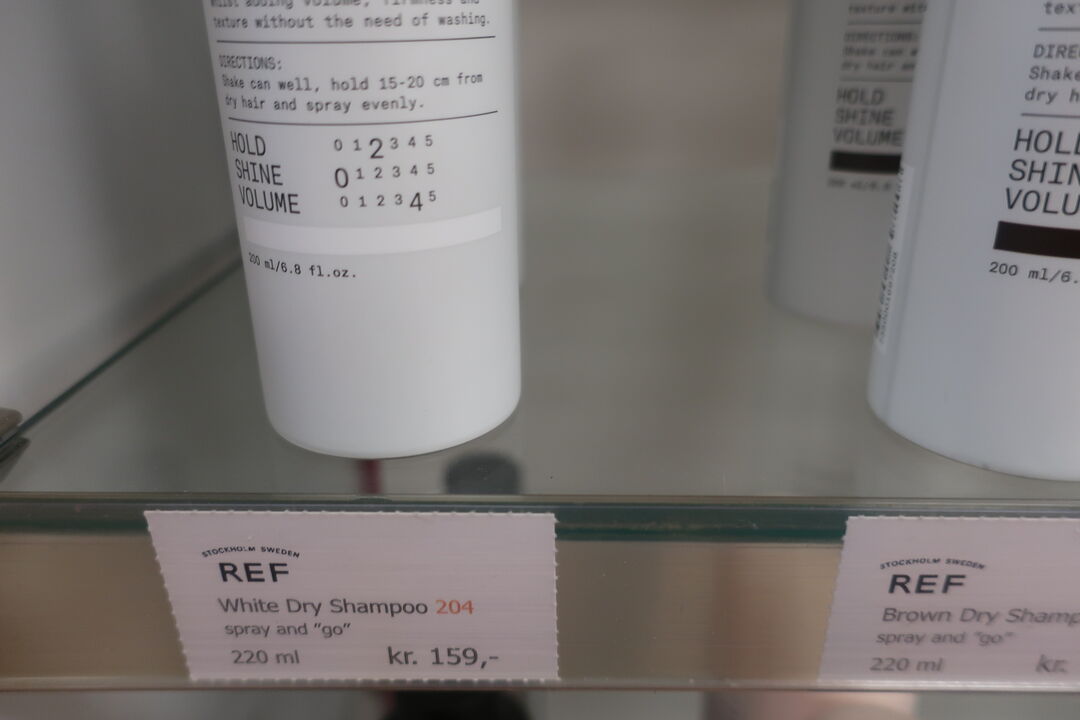 texture without the need of washing.
DIRECTIONS:
Shake can well, hold 15-20 cm from
dry hair and spray evenly.
HOLD 0 1 2 3 4 5
SHINE 0 1 2 3 4 5
VOLUME 0 1 2 3 4 5
200 ml/6.8 fl.oz.
HOLD
SHINE
VOLUME
DIRE
Shake
dry h
HOLD
SHIN
VOLU
200 ml/6.
STOCKHOLM SWEDEN
REF
White Dry Shampoo 204
spray and "go"
220 ml kr. 159,-
STOCKHOLM SWEDEN
REF
Brown Dry Shamp
spray and "go"
220 ml kr.